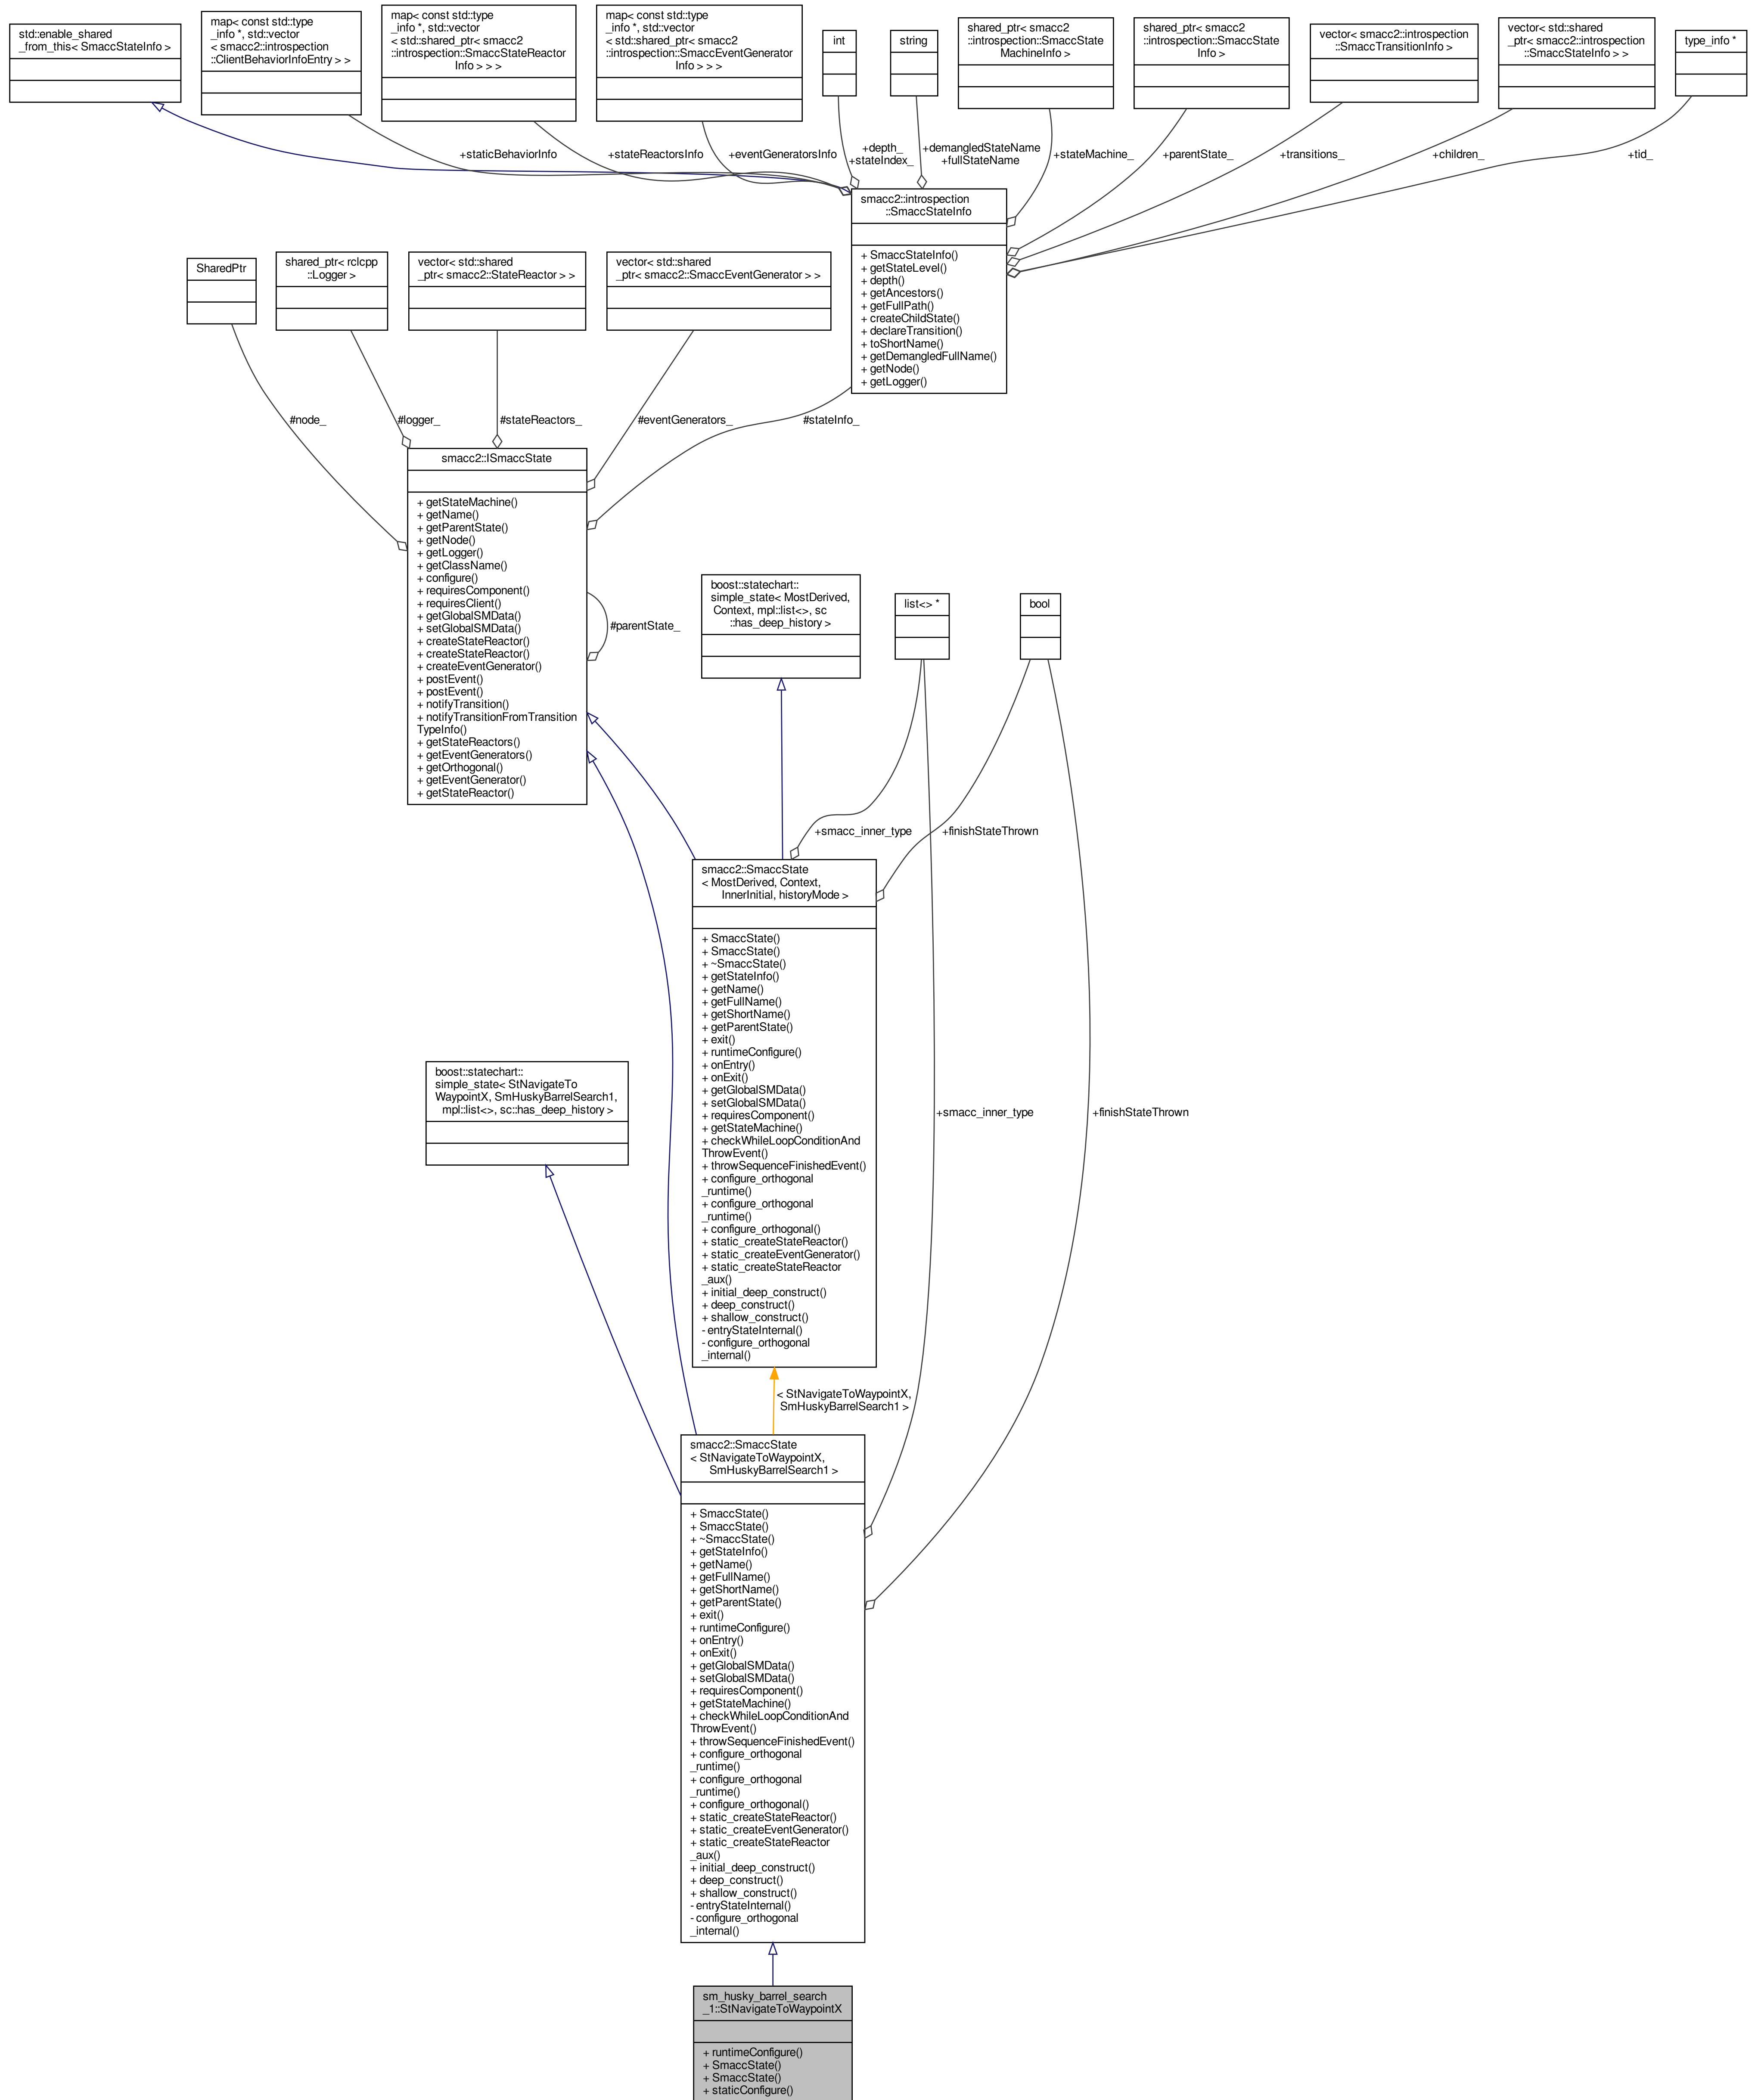 std::enable_shared
_from_this< SmaccStateInfo >
map< const std::type
_info *, std::vector
< smacc2::introspection
::ClientBehaviorInfoEntry > >
map< const std::type
_info *, std::vector
< std::shared_ptr< smacc2
::introspection::SmaccStateReactor
Info > > >
map< const std::type
_info *, std::vector
< std::shared_ptr< smacc2
::introspection::SmaccEventGenerator
Info > > >
int
string
shared_ptr< smacc2
::introspection::SmaccState
MachineInfo >
shared_ptr< smacc2
::introspection::SmaccState
Info >
vector< smacc2::introspection
::SmaccTransitionInfo >
vector< std::shared
_ptr< smacc2::introspection
::SmaccStateInfo > >
type_info *
+staticBehaviorInfo
+stateReactorsInfo
+eventGeneratorsInfo
+depth_
+stateIndex_
+demangledStateName
+fullStateName
+stateMachine_
+parentState_
+transitions_
+children_
+tid_
smacc2::introspection
::SmaccStateInfo
+ SmaccStateInfo()
+ getStateLevel()
+ depth()
+ getAncestors()
+ getFullPath()
+ createChildState()
+ declareTransition()
+ toShortName()
+ getDemangledFullName()
+ getNode()
+ getLogger()
SharedPtr
shared_ptr< rclcpp
::Logger >
vector< std::shared
_ptr< smacc2::StateReactor > >
vector< std::shared
_ptr< smacc2::SmaccEventGenerator > >
#node_
#logger_
#stateReactors_
#eventGenerators_
#stateInfo_
smacc2::ISmaccState
+ getStateMachine()
+ getName()
+ getParentState()
+ getNode()
+ getLogger()
+ getClassName()
+ configure()
+ requiresComponent()
+ requiresClient()
+ getGlobalSMData()
+ setGlobalSMData()
+ createStateReactor()
+ createStateReactor()
+ createEventGenerator()
+ postEvent()
+ postEvent()
+ notifyTransition()
+ notifyTransitionFromTransition
TypeInfo()
+ getStateReactors()
+ getEventGenerators()
+ getOrthogonal()
+ getEventGenerator()
+ getStateReactor()
#parentState_
boost::statechart::
simple_state< MostDerived,
Context, mpl::list<>, sc
::has_deep_history >
list<> *
bool
+smacc_inner_type
+finishStateThrown
smacc2::SmaccState
< MostDerived, Context,
InnerInitial, historyMode >
+ SmaccState()
+ SmaccState()
+ ~SmaccState()
+ getStateInfo()
+ getName()
+ getFullName()
+ getShortName()
+ getParentState()
+ exit()
+ runtimeConfigure()
+ onEntry()
+ onExit()
+ getGlobalSMData()
+ setGlobalSMData()
+ requiresComponent()
+ getStateMachine()
+ checkWhileLoopConditionAnd
ThrowEvent()
+ throwSequenceFinishedEvent()
+ configure_orthogonal
_runtime()
+ configure_orthogonal
_runtime()
+ configure_orthogonal()
+ static_createStateReactor()
+ static_createEventGenerator()
+ static_createStateReactor
_aux()
+ initial_deep_construct()
+ deep_construct()
+ shallow_construct()
- entryStateInternal()
- configure_orthogonal
_internal()
boost::statechart::
simple_state< StNavigateTo
WaypointX, SmHuskyBarrelSearch1,
mpl::list<>, sc::has_deep_history >
+smacc_inner_type
+finishStateThrown
< StNavigateToWaypointX,
SmHuskyBarrelSearch1 >
smacc2::SmaccState
< StNavigateToWaypointX,
SmHuskyBarrelSearch1 >
+ SmaccState()
+ SmaccState()
+ ~SmaccState()
+ getStateInfo()
+ getName()
+ getFullName()
+ getShortName()
+ getParentState()
+ exit()
+ runtimeConfigure()
+ onEntry()
+ onExit()
+ getGlobalSMData()
+ setGlobalSMData()
+ requiresComponent()
+ getStateMachine()
+ checkWhileLoopConditionAnd
ThrowEvent()
+ throwSequenceFinishedEvent()
+ configure_orthogonal
_runtime()
+ configure_orthogonal
_runtime()
+ configure_orthogonal()
+ static_createStateReactor()
+ static_createEventGenerator()
+ static_createStateReactor
_aux()
+ initial_deep_construct()
+ deep_construct()
+ shallow_construct()
- entryStateInternal()
- configure_orthogonal
_internal()
sm_husky_barrel_search
_1::StNavigateToWaypointX
+ runtimeConfigure()
+ SmaccState()
+ SmaccState()
+ staticConfigure()